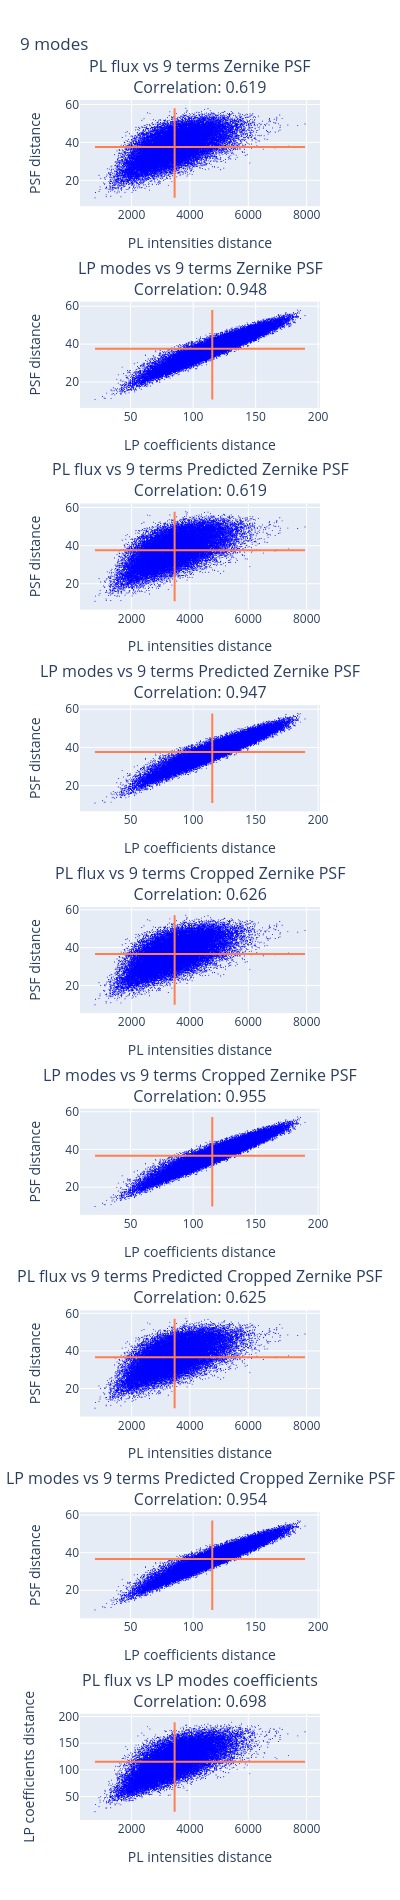 9 modes
PL flux vs 9 terms Zernike PSF
Correlation: 0.619
60
40
20
PSF distance
2000 4000 6000 8000
PL intensities distance
LP modes vs 9 terms Zernike PSF
Correlation: 0.948
60
40
20
PSF distance
50 100 150 200
LP coefficients distance
PL flux vs 9 terms Predicted Zernike PSF
Correlation: 0.619
60
40
20
PSF distance
2000 4000 6000 8000
PL intensities distance
LP modes vs 9 terms Predicted Zernike PSF
Correlation: 0.947
60
40
20
PSF distance
50 100 150 200
LP coefficients distance
PL flux vs 9 terms Cropped Zernike PSF
Correlation: 0.626
60
40
20
PSF distance
2000 4000 6000 8000
PL intensities distance
LP modes vs 9 terms Cropped Zernike PSF
Correlation: 0.955
60
40
20
PSF distance
50 100 150 200
LP coefficients distance
PL flux vs 9 terms Predicted Cropped Zernike PSF
Correlation: 0.625
60
40
20
PSF distance
2000 4000 6000 8000
PL intensities distance
LP modes vs 9 terms Predicted Cropped Zernike PSF
Correlation: 0.954
60
40
20
PSF distance
50 100 150 200
LP coefficients distance
PL flux vs LP modes coefficients
Correlation: 0.698
200
150
100
50
LP coefficients distance
2000 4000 6000 8000
PL intensities distance